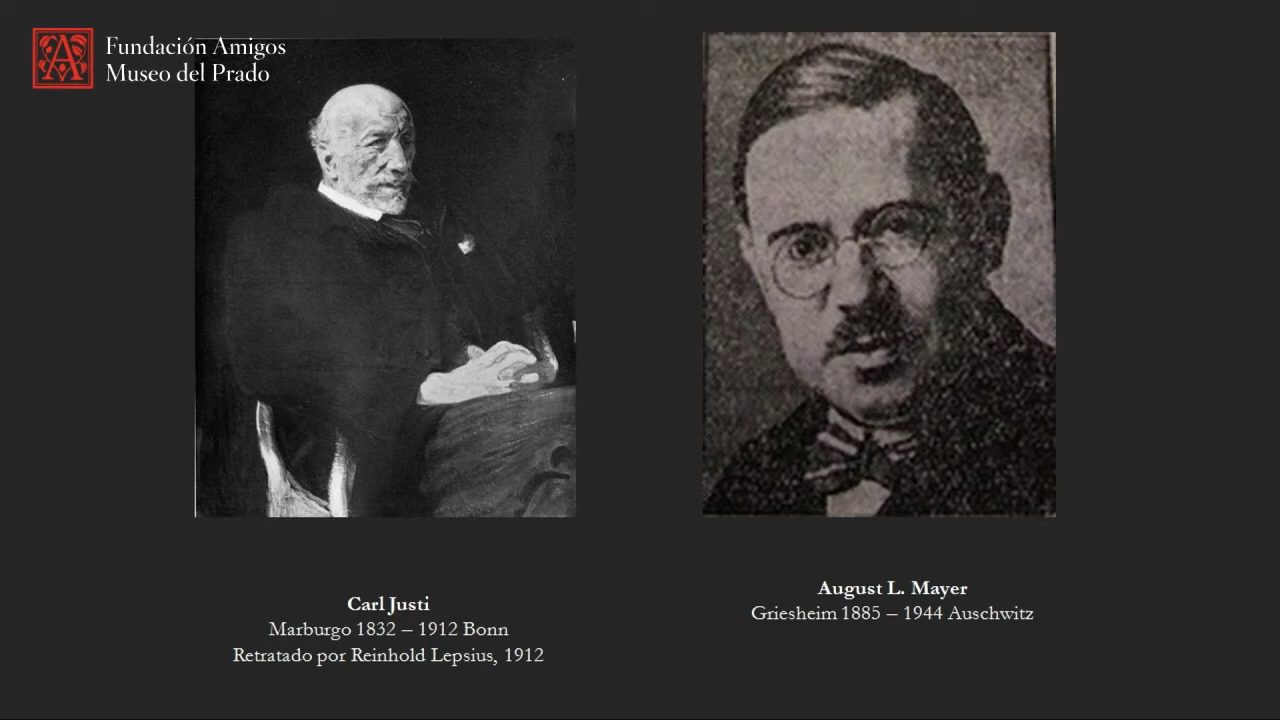 Fundación Amigos
Museo del Prado
Carl Justi
Marburgo 1832 – 1912 Bonn
Retratado por Reinhold Lepsius, 1912
August L. Mayer
Griesheim 1885 – 1944 Auschwitz